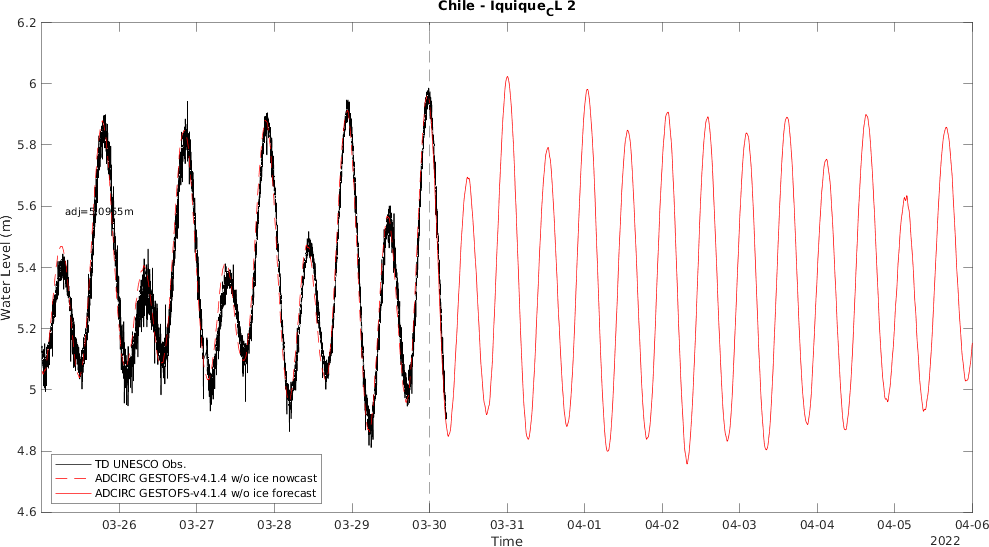 Chile - Iquique_CL 2
6.2
6
5.8
5.6
5.4
5.2
5
4.8
4.6
Water Level (m)
adj=5.0965m
TD UNESCO Obs.
ADCIRC GESTOFS-v4.1.4 w/o ice nowcast
ADCIRC GESTOFS-v4.1.4 w/o ice forecast
03-26 03-27 03-28 03-29 03-30 03-31 04-01 04-02 04-03 04-04 04-05 04-06
Time
2022